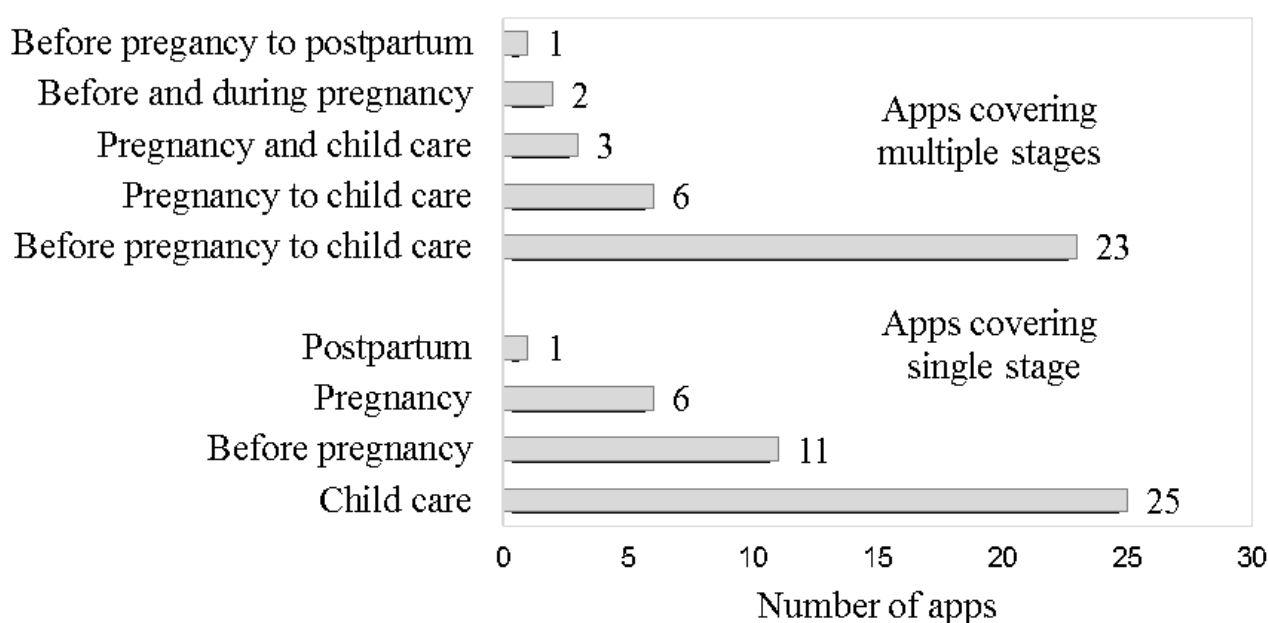 Before pregancy to postpartum 1
Before and during pregnancy 2
Pregnancy and child care 3
Pregnancy to child care 6
Before pregnancy to child care 23
Apps covering
multiple stages
Postpartum 1
Pregnancy 6
Before pregnancy 11
Child care 25
Apps covering
single stage
0 5 10 15 20 25 30
Number of apps